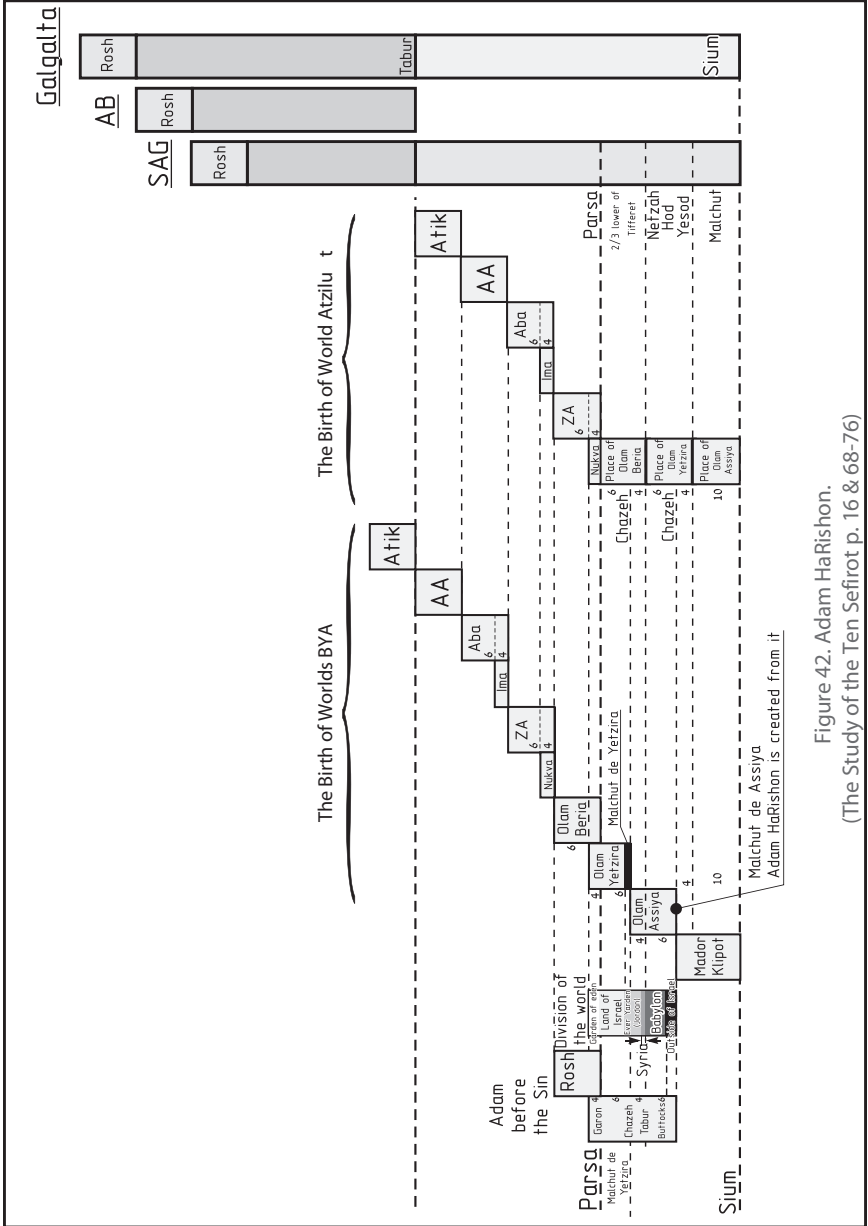 Galgalta
Rosh
Tabur
Sium
AB
Rosh
SAG
Rosh
Parsa
2/3 lower of
Tifferet
Netzah
Hod
Yesod
Malchut
The Birth of World Atzilu t
Atik
AA
Aba
6
4
Ima
ZA
6
4
Nukva
Place of
Olam
Beria
Place of
Olam
Yetzira
Place of
Olam
Assiya
6
4
6
4
10
Chazeh
Chazeh
The Birth of Worlds BYA
Atik
AA
Aba
6
4
Ima
ZA
6
4
Nukva
Olam
Beria
6
4
Olam
Yetzira
6
Malchut de Yetzira
Olam
Assiya
4
6
4
10
Malchut de Assiya
Adam HaRishon is created from it
Mador
Klipot
Division of
the world
Garden of eden
Land of
Israel
Ever Yarden
(Jordon)
Syria
Babylon
Outside of Israel
Adam
before
the Sin
Rosh
Garon
4
6
Chazeh
4
Tabur
Buttocks
6
Parsa
Malchut de
Yetzira
Sium
Figure 42. Adam HaRishon.
(The Study of the Ten Sefirot p. 16 & 68-76)